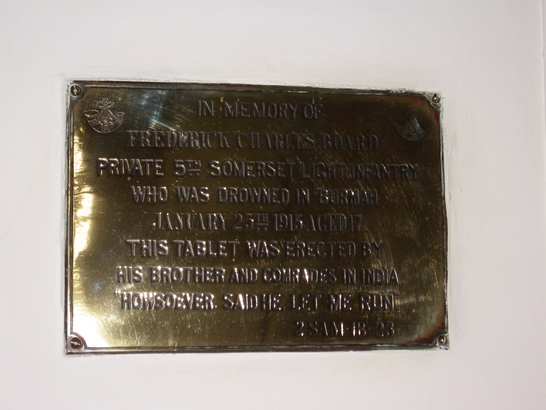 IN MEMORY OF
FREDERICK CHARLES BOARD
PRIVATE 5TH SOMERSET LIGHT INFANTRY
WHO WAS DROWNED IN BURMAH
JANUARY 25TH 1915 AGED 17
THIS TABLET WAS ERECTED BY
HIS BROTHER AND COMRADES IN INDIA
HOWSOEVER, SAID HE, LET ME RUN
2 SAM 18-23